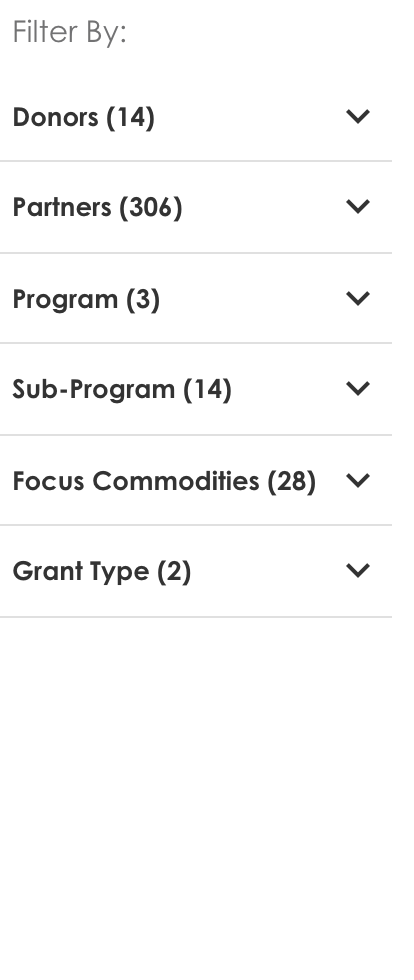 Filter By:
Donors (14)
Partners (306)
Program (3)
Sub-Program (14)
Focus Commodities (28)
Grant Type (2)